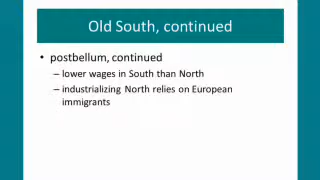 Old South, continued
• postbellum, continued
– lower wages in South than North
– industrializing North relies on European
immigrants